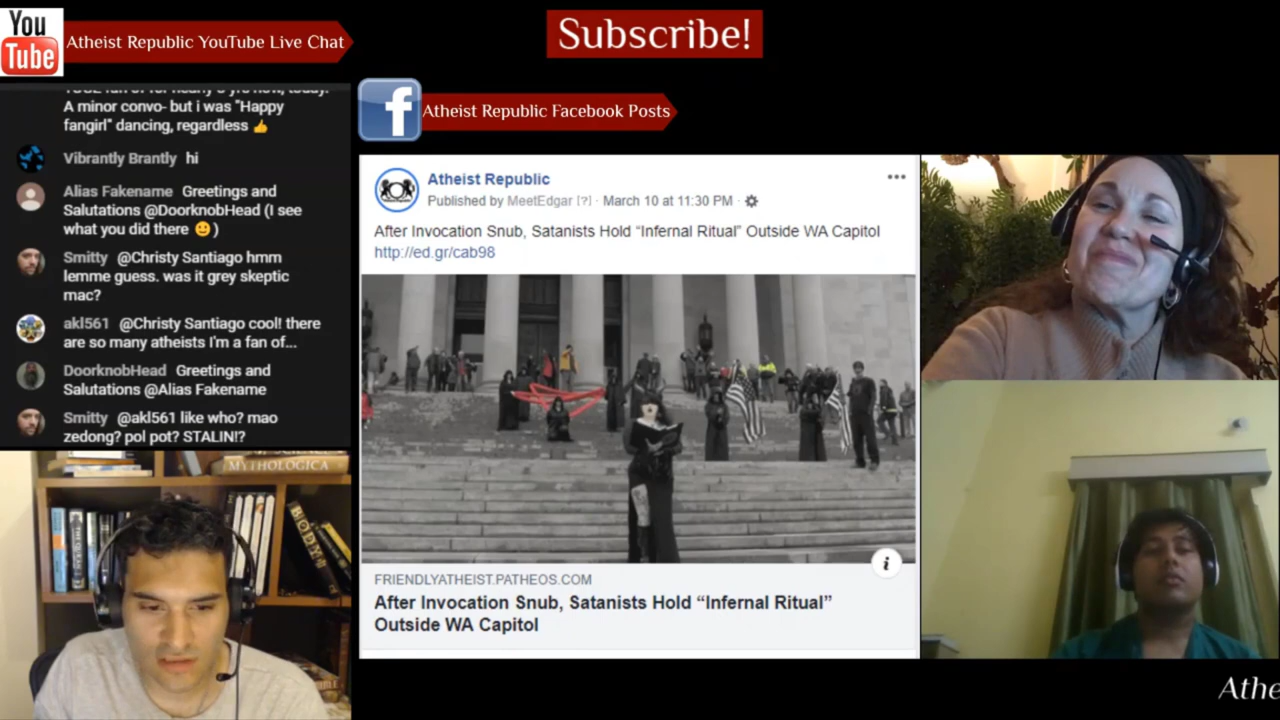 You
Tube
Atheist Republic YouTube Live Chat
Subscribe!
Atheist Republic Facebook Posts
A minor convo- but i was "Happy
fangirl" dancing, regardless 👍
Vibrantly Brantly hi
Alias Fakename Greetings and
Salutations @DoorknobHead (I see
what you did there 🙂 )
Smitty @Christy Santiago hmm
lemme guess. was it grey skeptic
mac?
akl561 @Christy Santiago cool! there
are so many atheists I'm a fan of...
DoorknobHead Greetings and
Salutations @Alias Fakename
Smitty @akl561 like who? mao
zedong? pol pot? STALIN!?
Atheist Republic
Published by MeetEdgar [?] · March 10 at 11:30 PM ·
After Invocation Snub, Satanists Hold “Infernal Ritual” Outside WA Capitol
http://ed.gr/cab98
FRIENDLYATHEIST.PATHEOS.COM
After Invocation Snub, Satanists Hold “Infernal Ritual”
Outside WA Capitol
MYTHOLOGICA
BODY
Athe